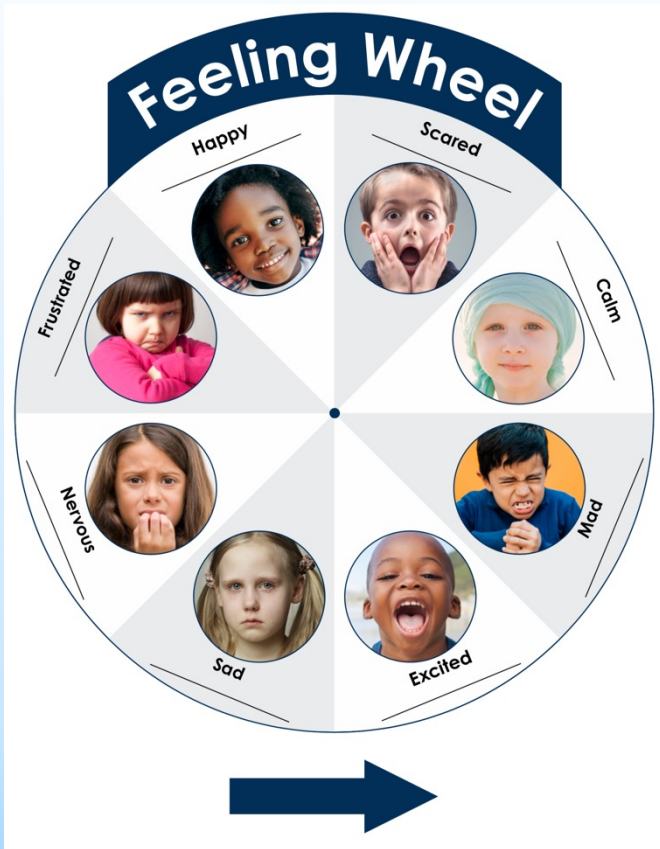 Feeling Wheel
Happy
Scared
Calm
Mad
Excited
Sad
Nervous
Frustrated